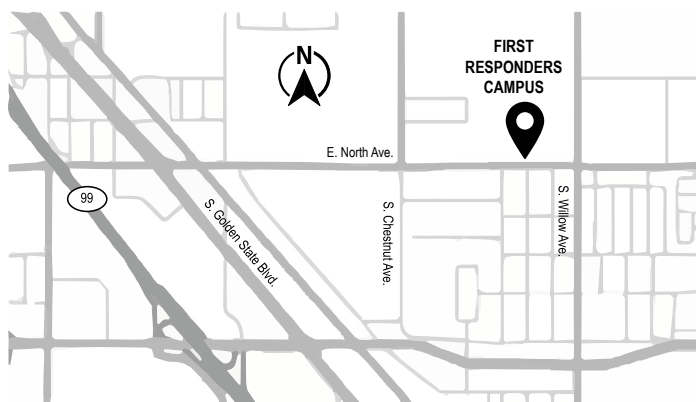 N
FIRST
RESPONDERS
CAMPUS
E. North Ave.
99
S. Golden State Blvd.
S. Chestnut Ave.
S. Willow Ave.